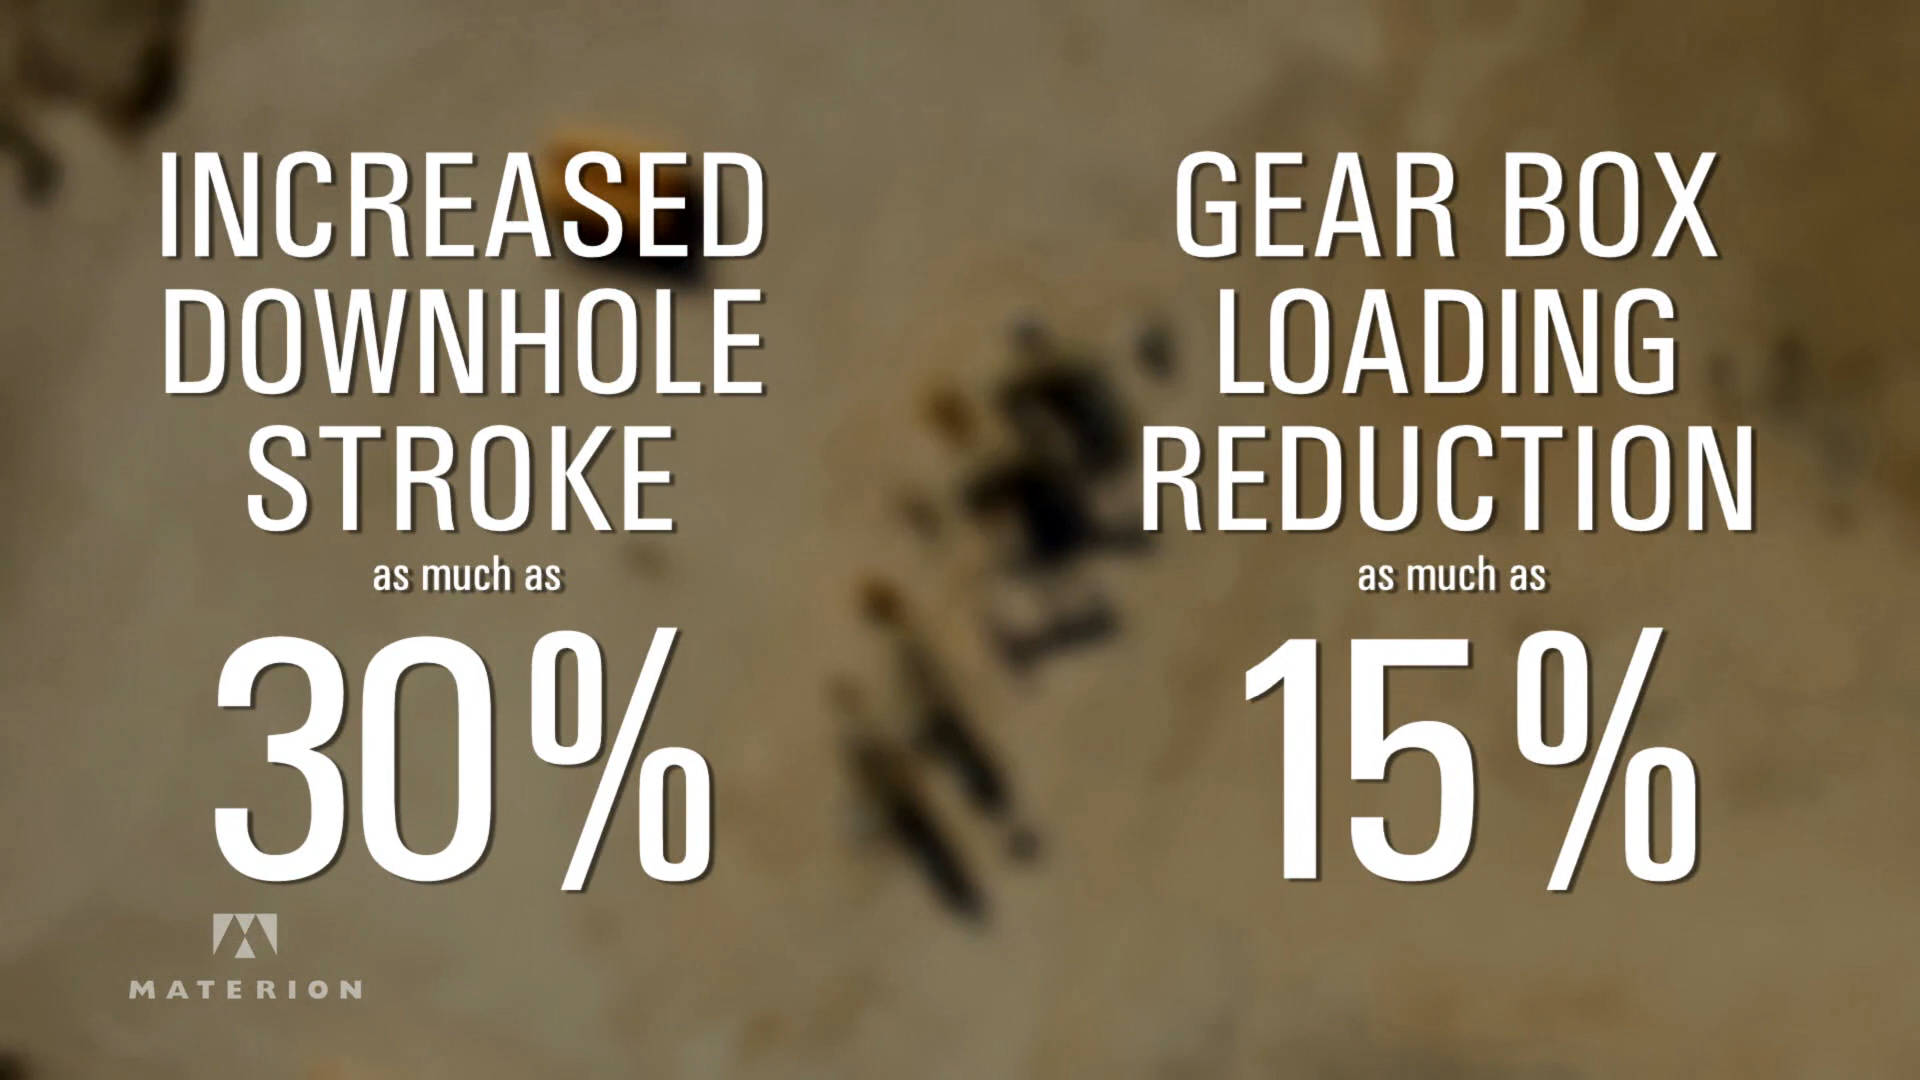 INCREASED
DOWNHOLE
STROKE
as much as
30%
GEAR BOX
LOADING
REDUCTION
as much as
15%
MATERION